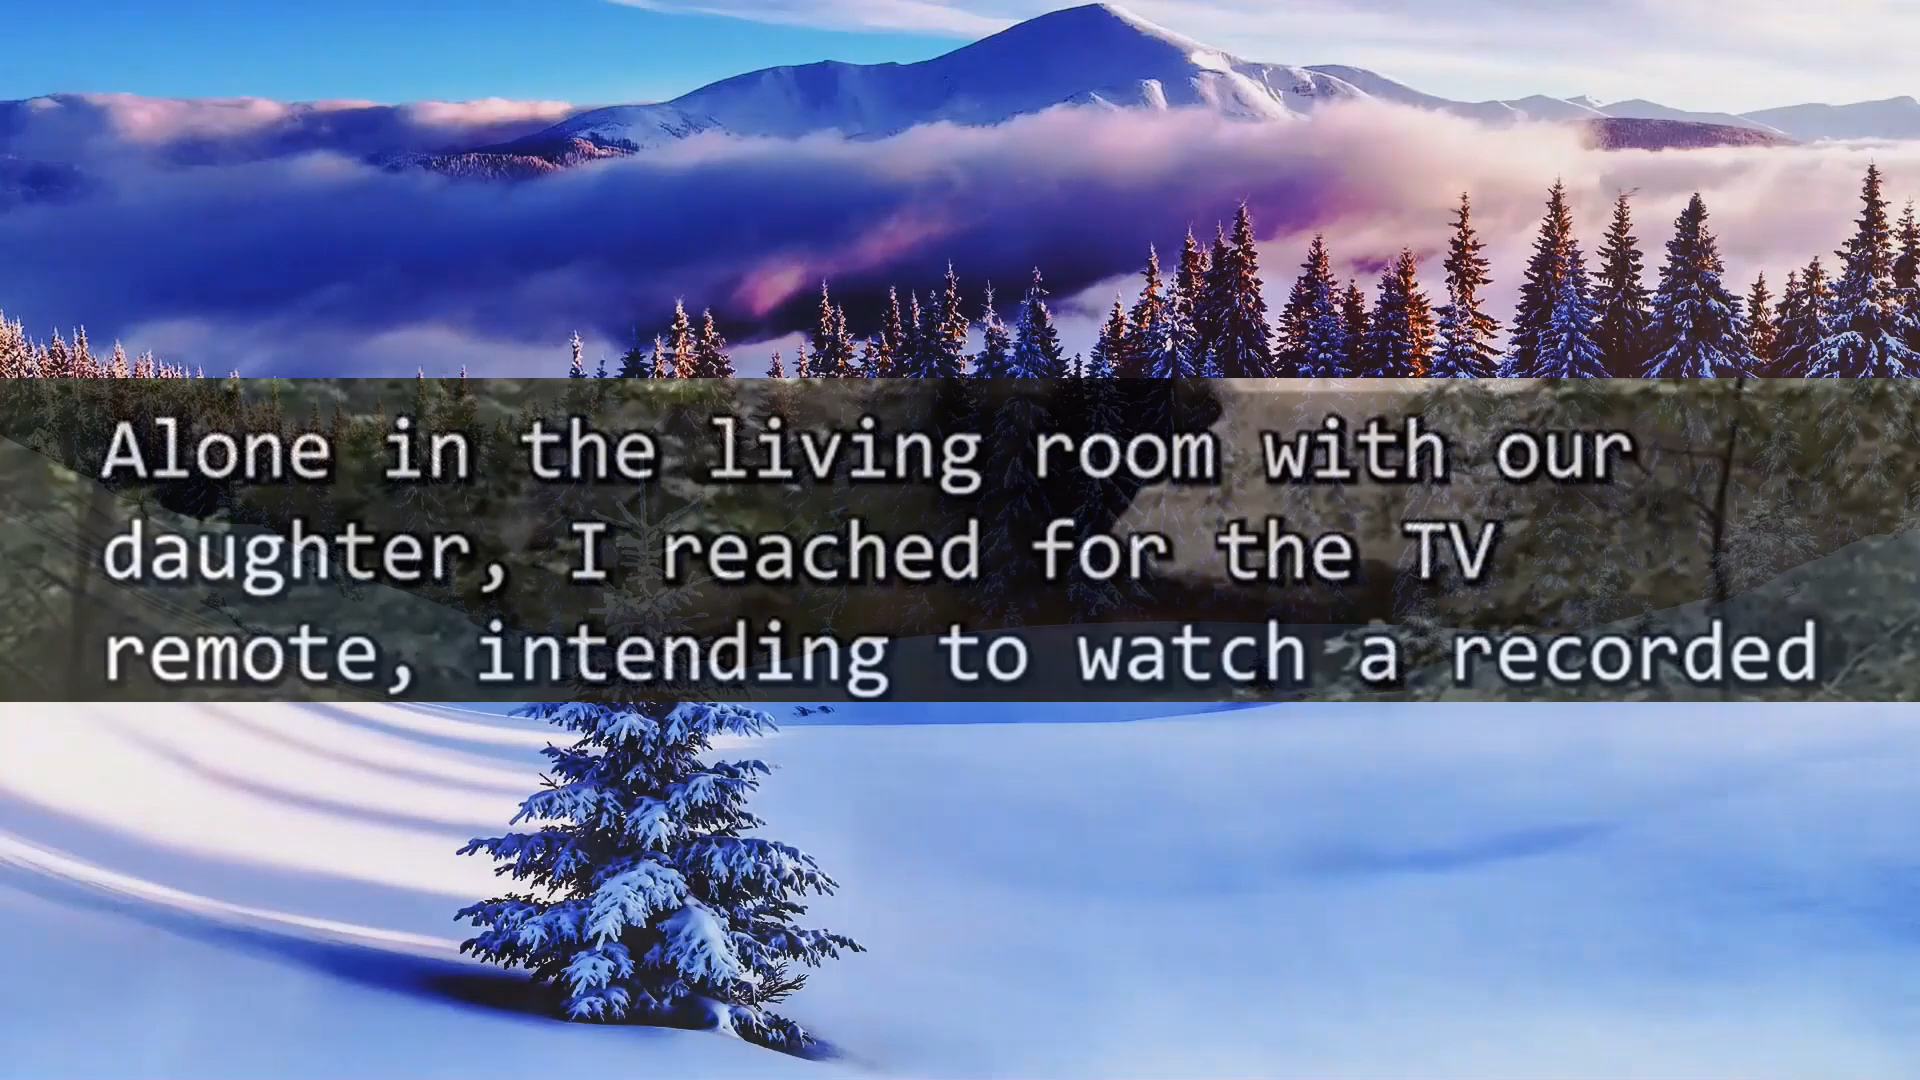 Alone in the living room with our
daughter, I reached for the TV
remote, intending to watch a recorded